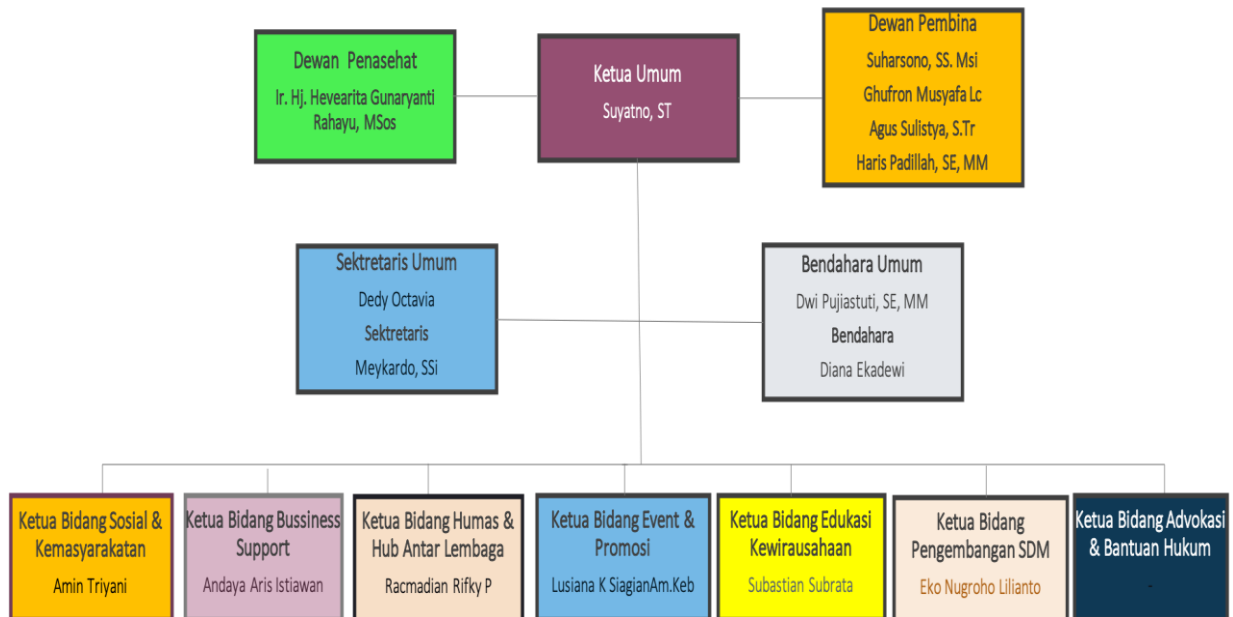 Dewan Penasehat
Ir. Hj. Hevearita Gunaryanti
Rahayu, MSos
Ketua Umum
Suyatno, ST
Dewan Pembina
Suharsono, SS. Msi
Ghufron Musyafa Lc
Agus Sulistya, S.Tr
Haris Padillah, SE, MM
Sektretaris Umum
Dedy Octavia
Sektretaris
Meykardo, SSi
Bendahara Umum
Dwi Pujiastuti, SE, MM
Bendahara
Diana Ekadewi
Ketua Bidang Sosial &
Kemasyarakatan
Amin Triyani
Ketua Bidang Bussiness
Support
Andaya Aris Istiawan
Ketua Bidang Humas &
Hub Antar Lembaga
Racmadian Rifky P
Ketua Bidang Event &
Promosi
Lusiana K SiagianAm.Keb
Ketua Bidang Edukasi
Kewirausahaan
Subastian Subrata
Ketua Bidang
Pengembangan SDM
Eko Nugroho Lilianto
Ketua Bidang Advokasi
& Bantuan Hukum
-